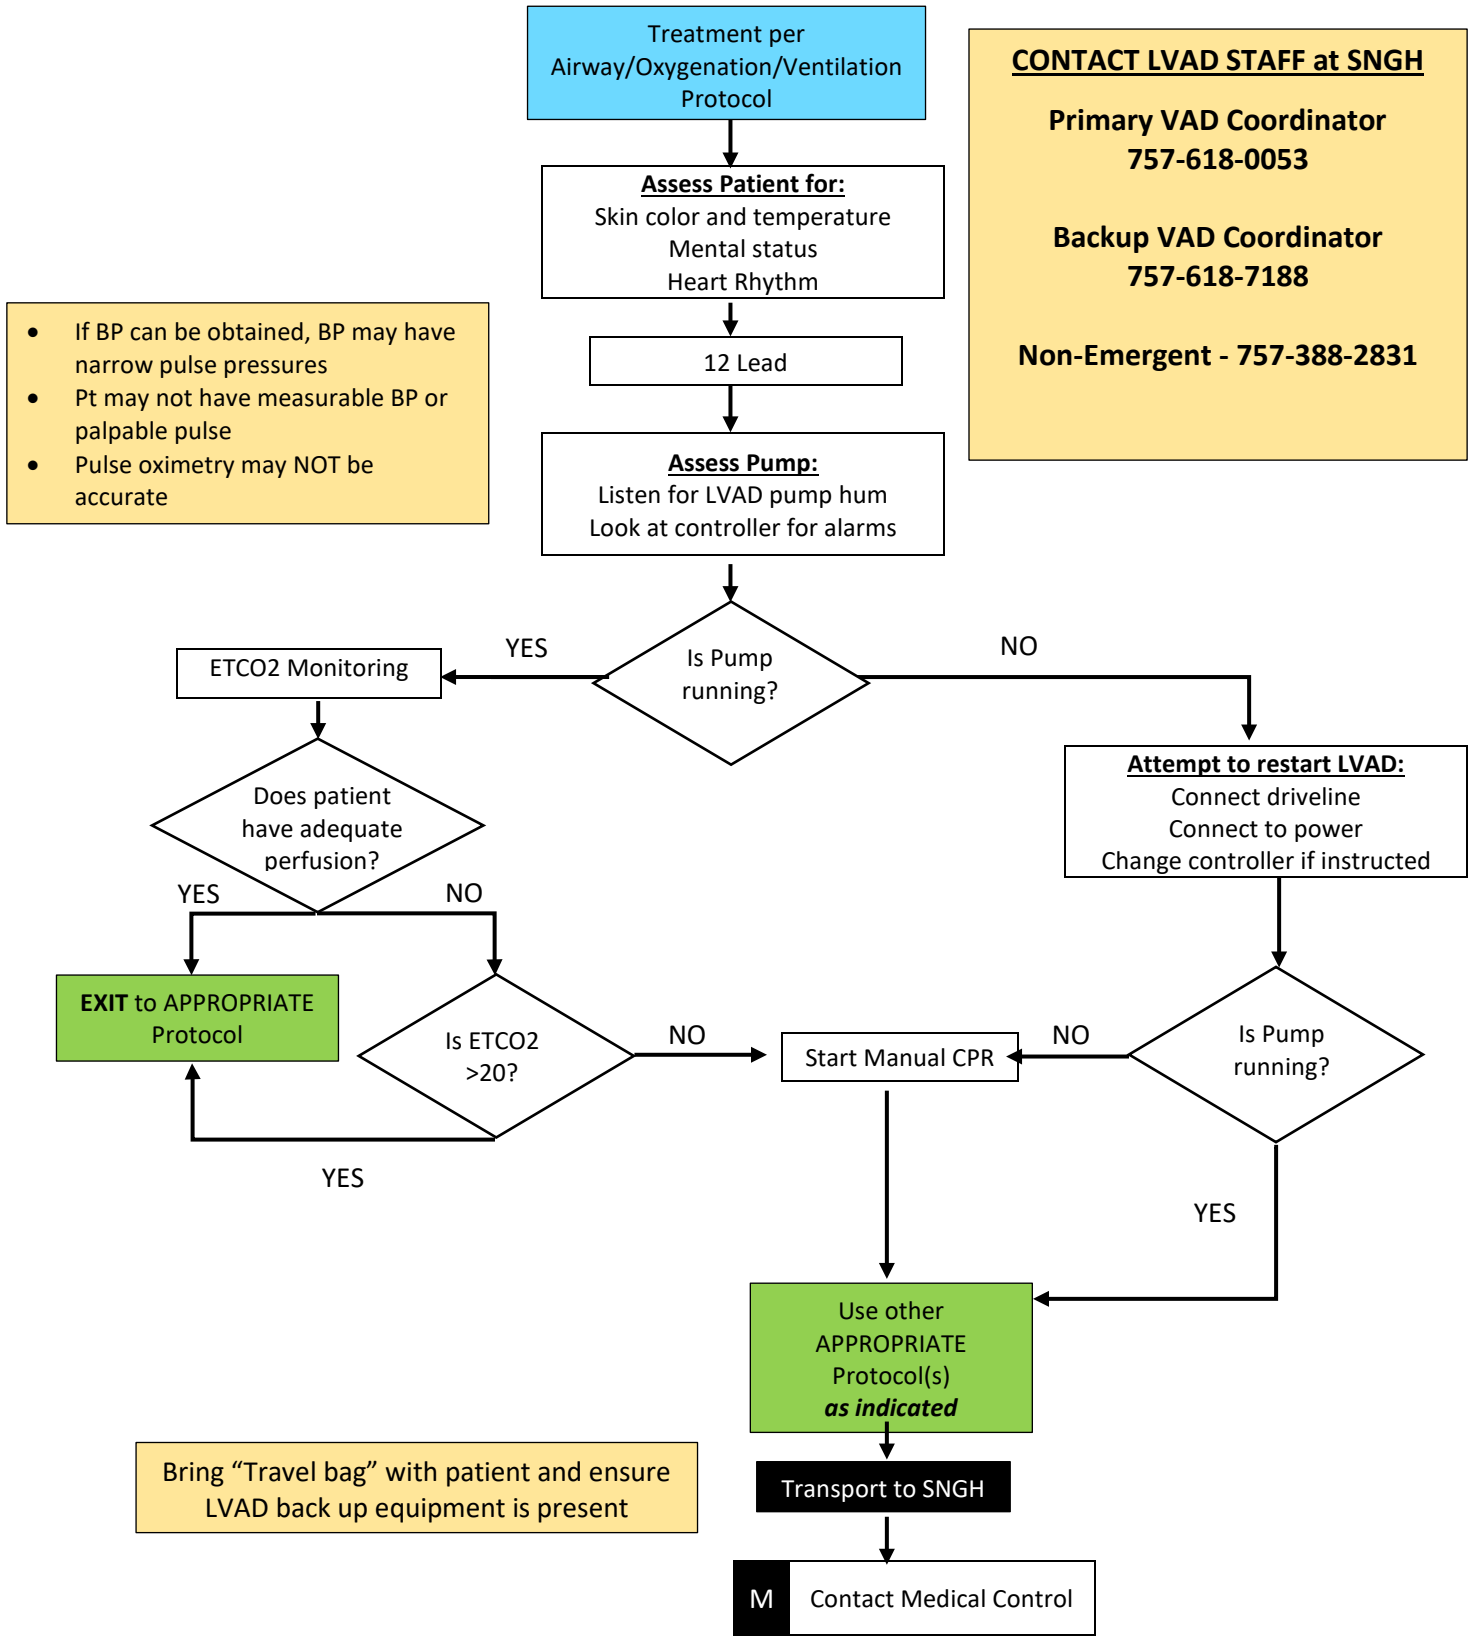 Treatment per
Airway/Oxygenation/Ventilation
Protocol
CONTACT LVAD STAFF at SNGH
Primary VAD Coordinator
757-618-0053
Backup VAD Coordinator
757-618-7188
Non-Emergent - 757-388-2831
Assess Patient for:
Skin color and temperature
Mental status
Heart Rhythm
• If BP can be obtained, BP may have
narrow pulse pressures
• Pt may not have measurable BP or
palpable pulse
• Pulse oximetry may NOT be
accurate
12 Lead
Assess Pump:
Listen for LVAD pump hum
Look at controller for alarms
Is Pump
running?
YES
NO
ETCO2 Monitoring
Does patient
have adequate
perfusion?
YES
NO
Attempt to restart LVAD:
Connect driveline
Connect to power
Change controller if instructed
EXIT to APPROPRIATE
Protocol
Is ETCO2
>20?
NO
YES
Start Manual CPR
NO
Is Pump
running?
YES
Use other
APPROPRIATE
Protocol(s)
as indicated
Bring “Travel bag” with patient and ensure
LVAD back up equipment is present
Transport to SNGH
M
Contact Medical Control